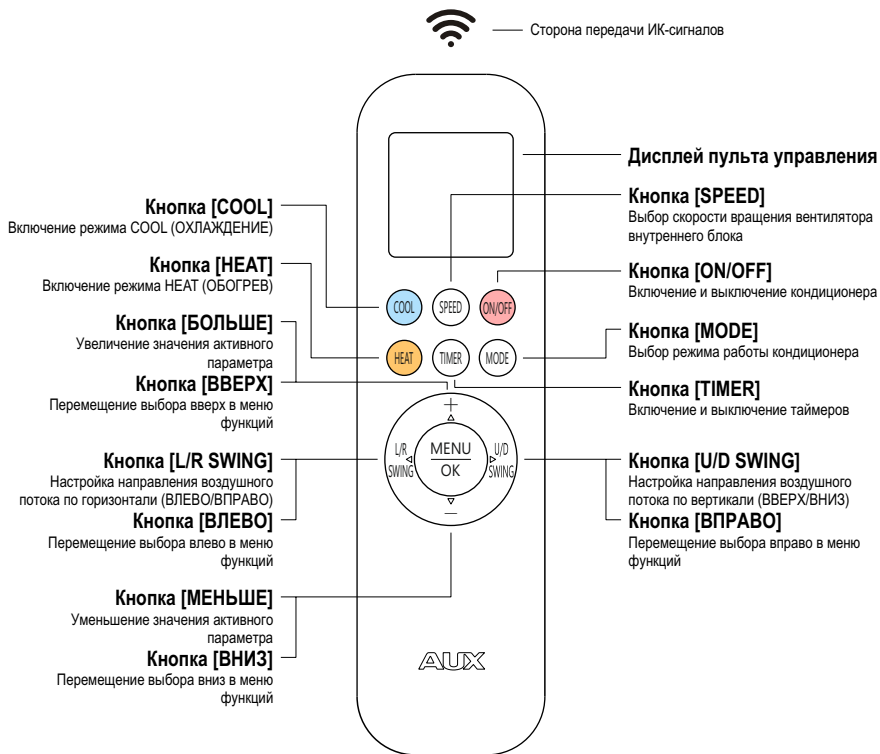 Сторона передачи ИК-сигналов
Кнопка [COOL]
Включение режима COOL (ОХЛАЖДЕНИЕ)
Кнопка [HEAT]
Включение режима HEAT (ОБОГРЕВ)
Кнопка [БОЛЬШЕ]
Увеличение значения активного
параметра
Кнопка [ВВЕРХ]
Перемещение выбора вверх в меню
функций
Кнопка [L/R SWING]
Настройка направления воздушного
потока по горизонтали (ВЛЕВО/ВПРАВО)
Кнопка [ВЛЕВО]
Перемещение выбора влево в меню
функций
Кнопка [МЕНЬШЕ]
Уменьшение значения активного
параметра
Кнопка [ВНИЗ]
Перемещение выбора вниз в меню
функций
COOL SPEED ON/OFF
HEAT TIMER MODE
+
L/R
SWING
MENU
OK
U/D
SWING
−
AUX
Дисплей пульта управления
Кнопка [SPEED]
Выбор скорости вращения вентилятора
внутреннего блока
Кнопка [ON/OFF]
Включение и выключение кондиционера
Кнопка [MODE]
Выбор режима работы кондиционера
Кнопка [TIMER]
Включение и выключение таймеров
Кнопка [U/D SWING]
Настройка направления воздушного
потока по вертикали (ВВЕРХ/ВНИЗ)
Кнопка [ВПРАВО]
Перемещение выбора вправо в меню
функций